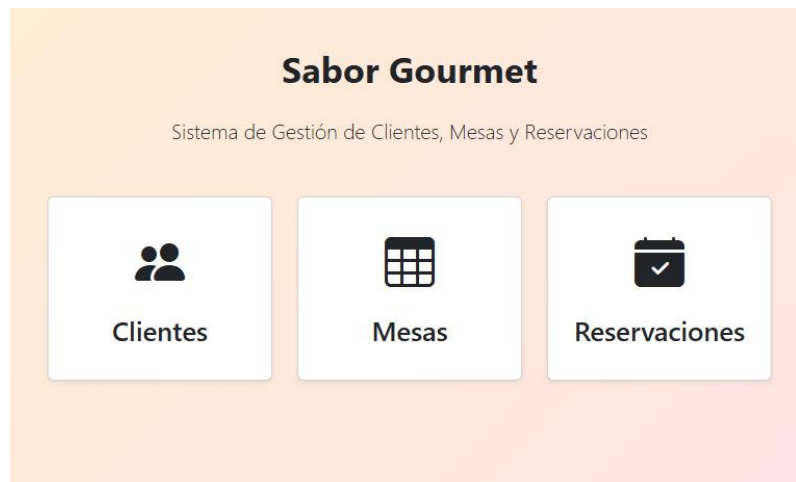 Sabor Gourmet
Sistema de Gestión de Clientes, Mesas y Reservaciones
Clientes
Mesas
Reservaciones